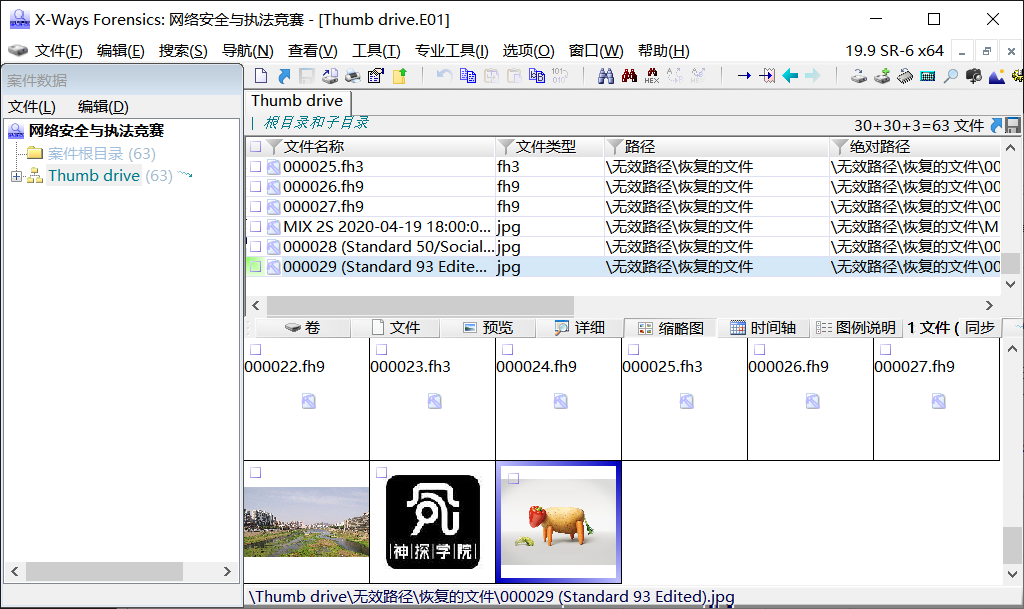 X-Ways Forensics: 网络安全与执法竞赛 - [Thumb drive.E01]
文件(F) 编辑(E) 搜索(S) 导航(N) 查看(V) 工具(T) 专业工具(I) 选项(O) 窗口(W) 帮助(H) 19.9 SR-6 x64
案件数据
文件(L) 编辑(D)
网络安全与执法竞赛
案件根目录 (63)
Thumb drive (63)
Thumb drive
根目录和子目录 30+30+3=63 文件
文件名称 文件类型 路径 绝对路径
000025.fh3 fh3 \无效路径\恢复的文件 \无效路径\恢复的文件\00
000026.fh9 fh9 \无效路径\恢复的文件 \无效路径\恢复的文件\00
000027.fh9 fh9 \无效路径\恢复的文件 \无效路径\恢复的文件\00
MIX 2S 2020-04-19 18:00:0... jpg \无效路径\恢复的文件 \无效路径\恢复的文件\M
000028 (Standard 50/Social... jpg \无效路径\恢复的文件 \无效路径\恢复的文件\00
000029 (Standard 93 Edite... jpg \无效路径\恢复的文件 \无效路径\恢复的文件\00
卷 文件 预览 详细 缩略图 时间轴 图例说明 1 文件 ( 同步
000022.fh9 000023.fh3 000024.fh9 000025.fh3 000026.fh9 000027.fh9
神探学院
\Thumb drive\无效路径\恢复的文件\000029 (Standard 93 Edited).jpg